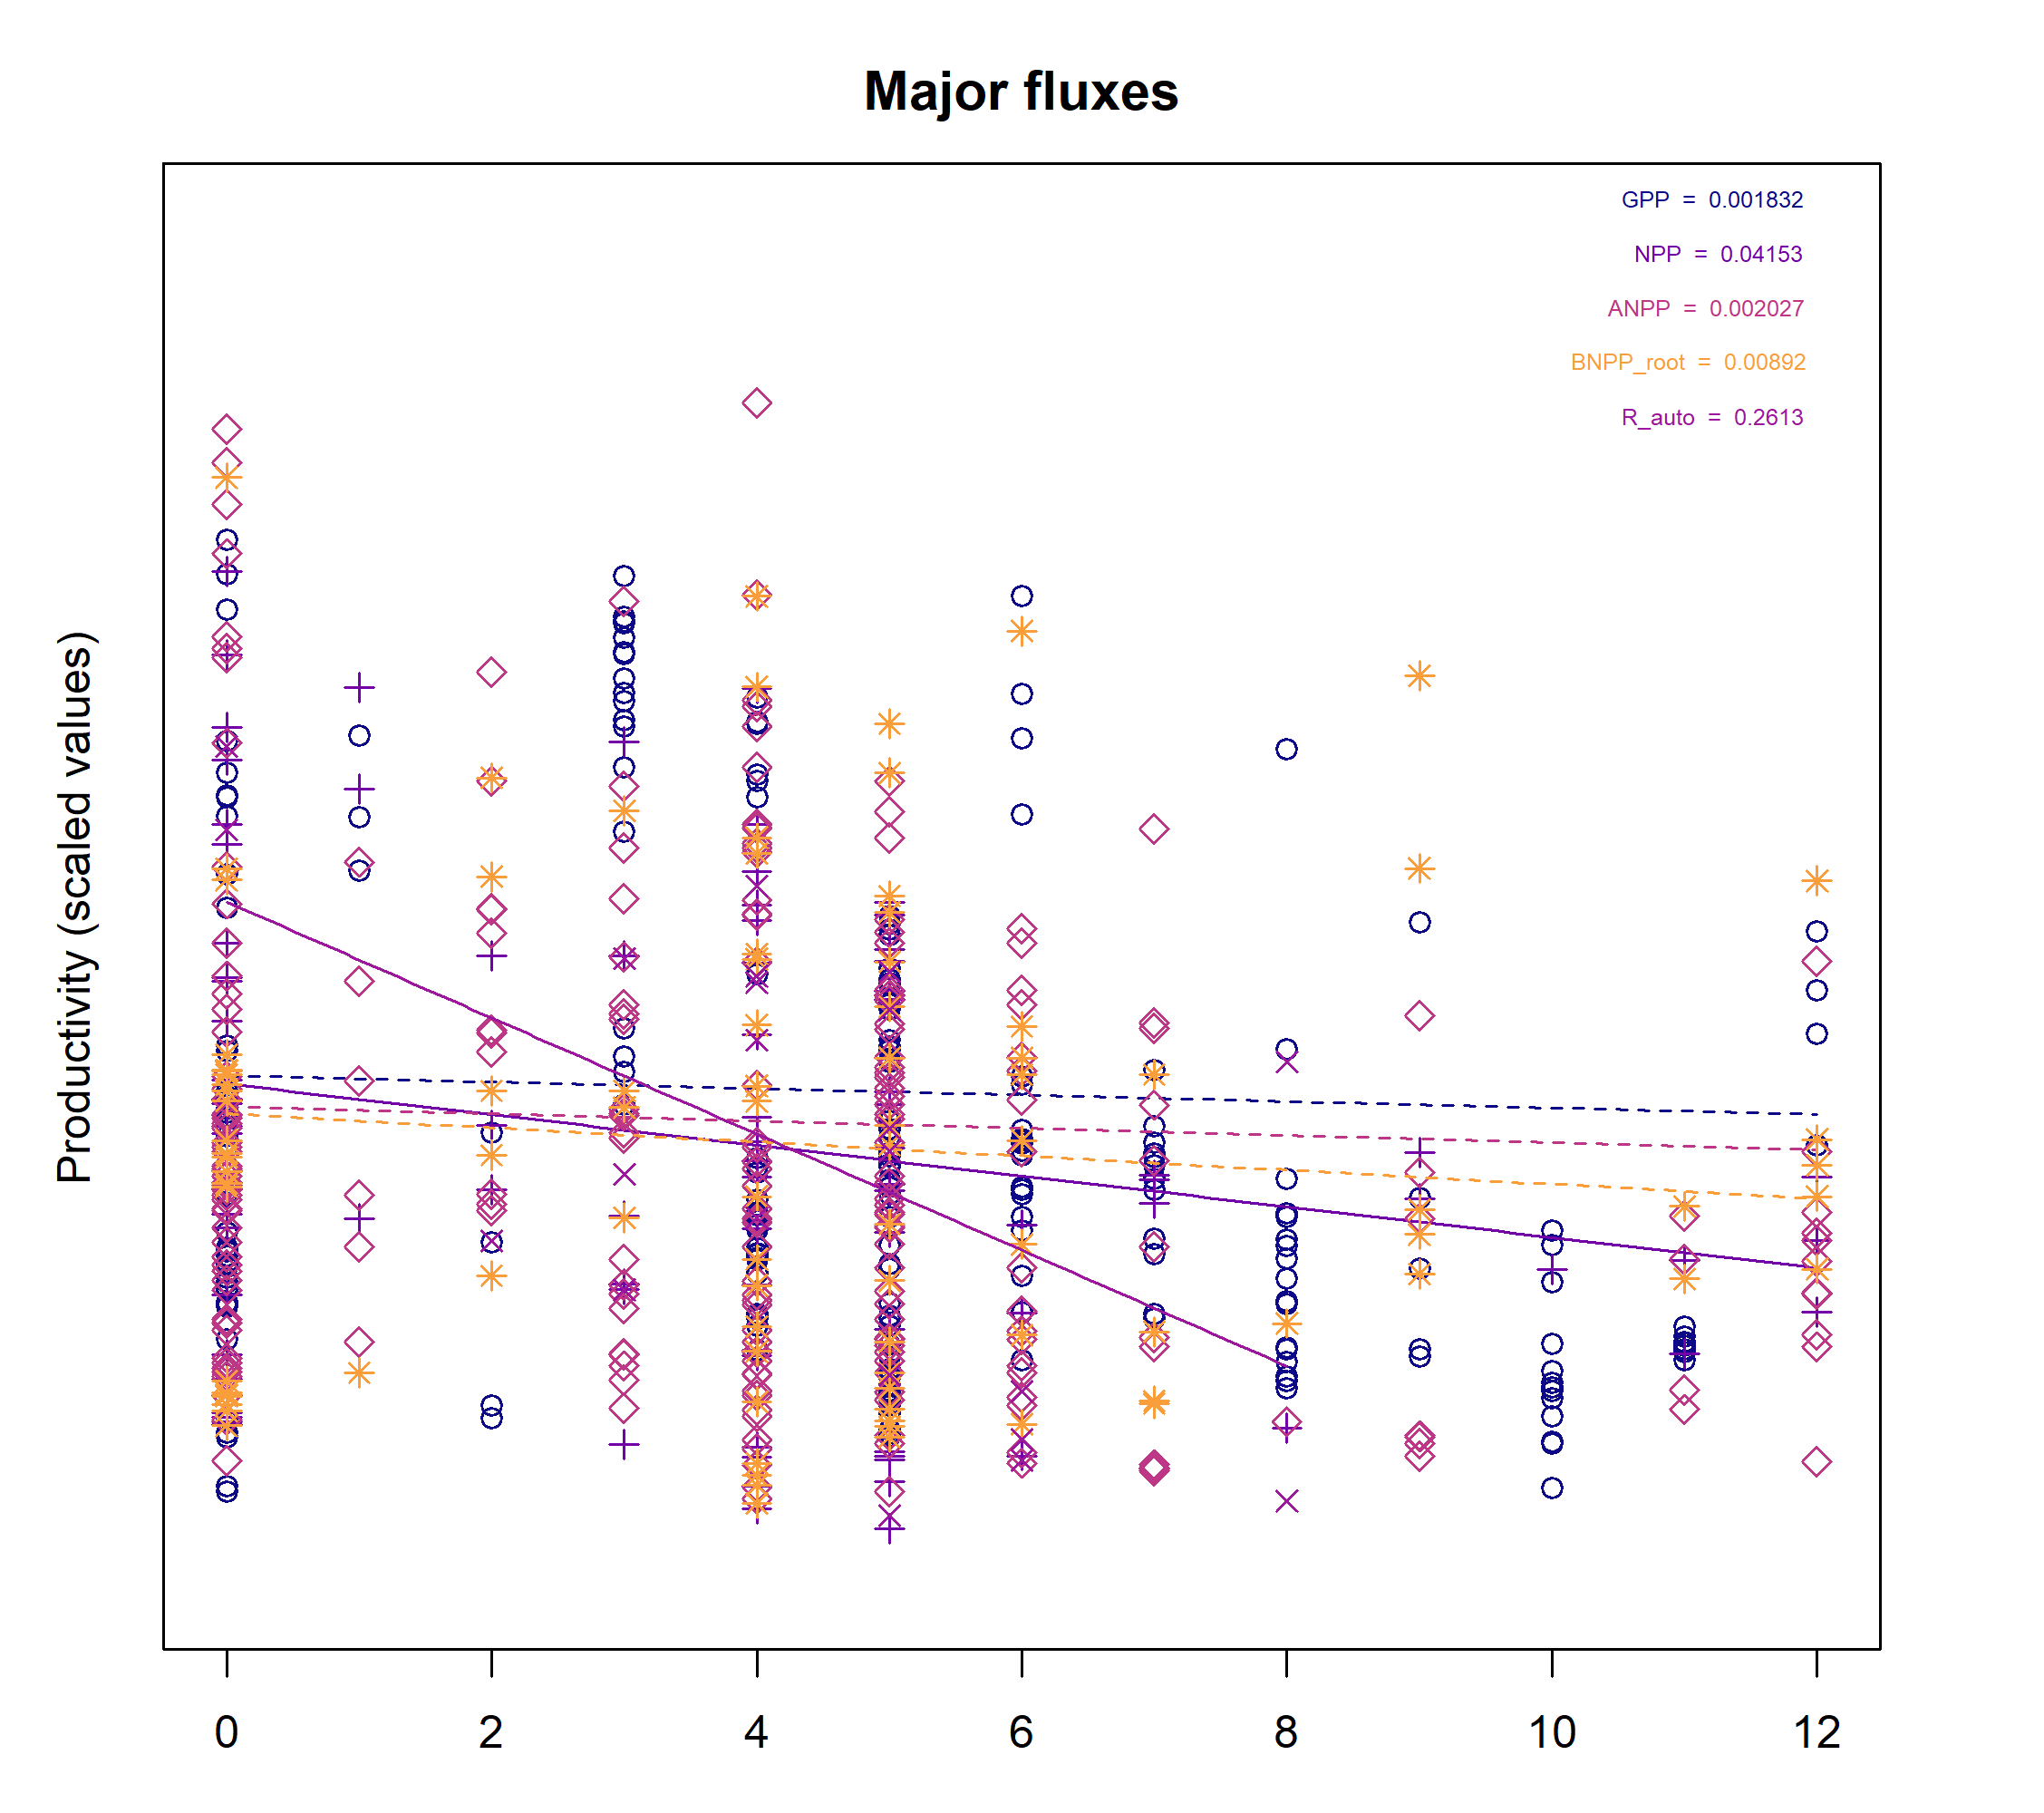 Major fluxes
GPP = 0.001832
NPP = 0.04153
ANPP = 0.002027
BNPP_root = 0.00892
R_auto = 0.2613
Productivity (scaled values)
0 2 4 6 8 10 12